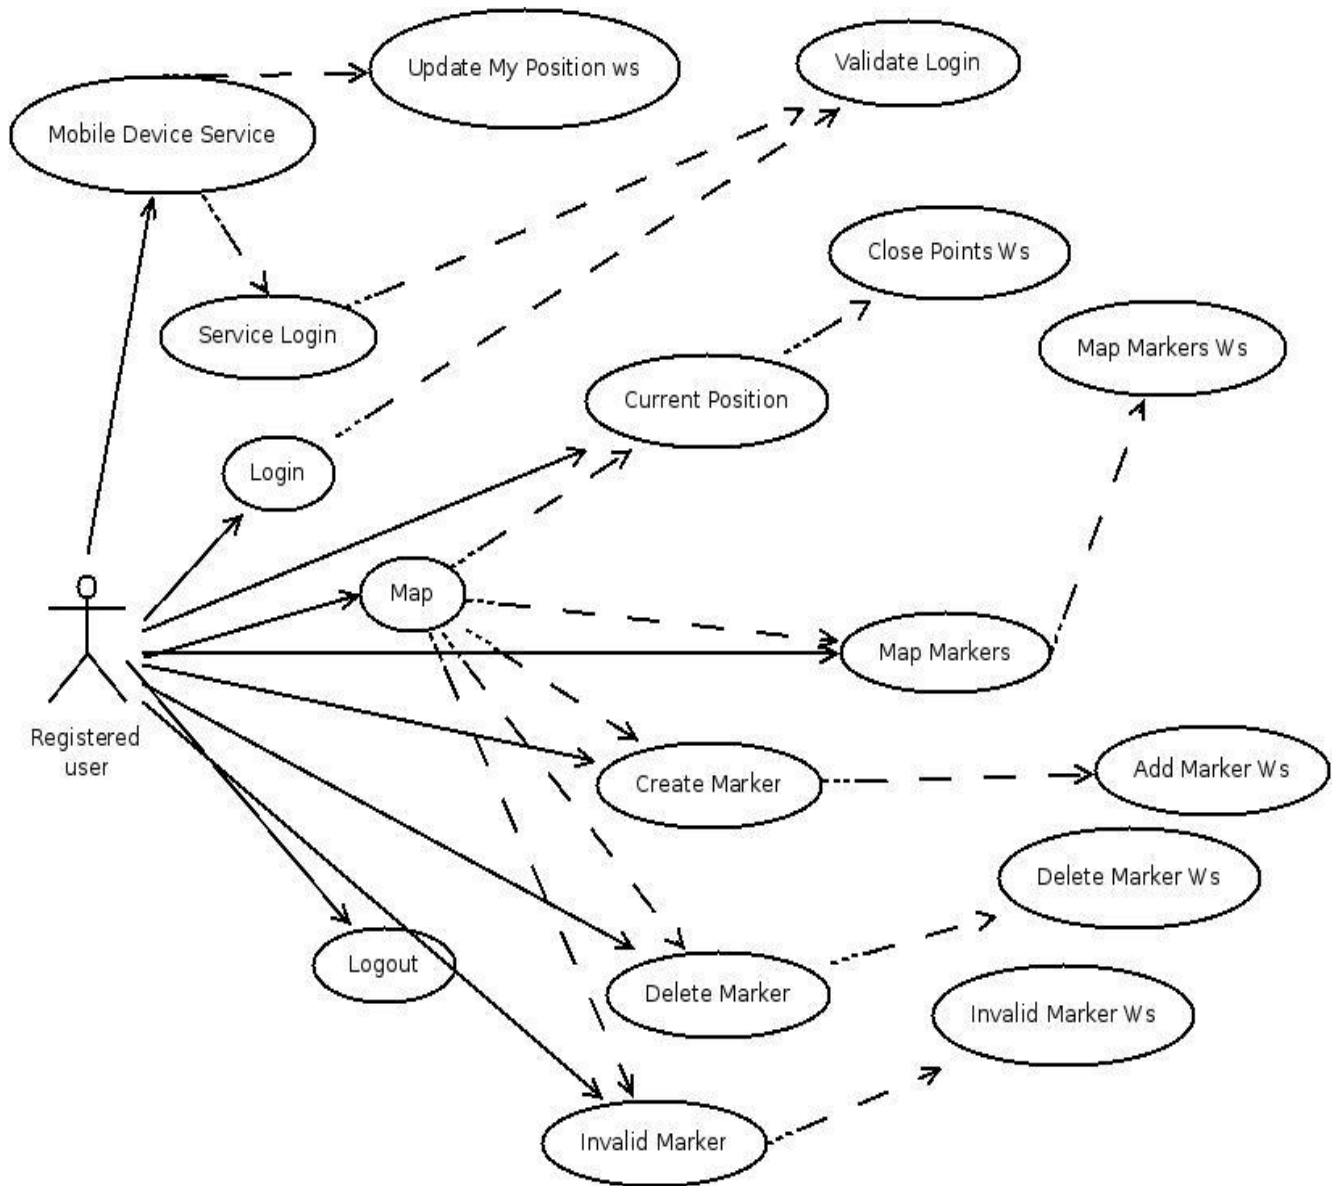 Update My Position ws
Validate Login
Mobile Device Service
Close Points Ws
Service Login
Map Markers Ws
Current Position
Login
Map
Map Markers
Registered
user
Create Marker
Add Marker Ws
Delete Marker Ws
Logout
Delete Marker
Invalid Marker Ws
Invalid Marker